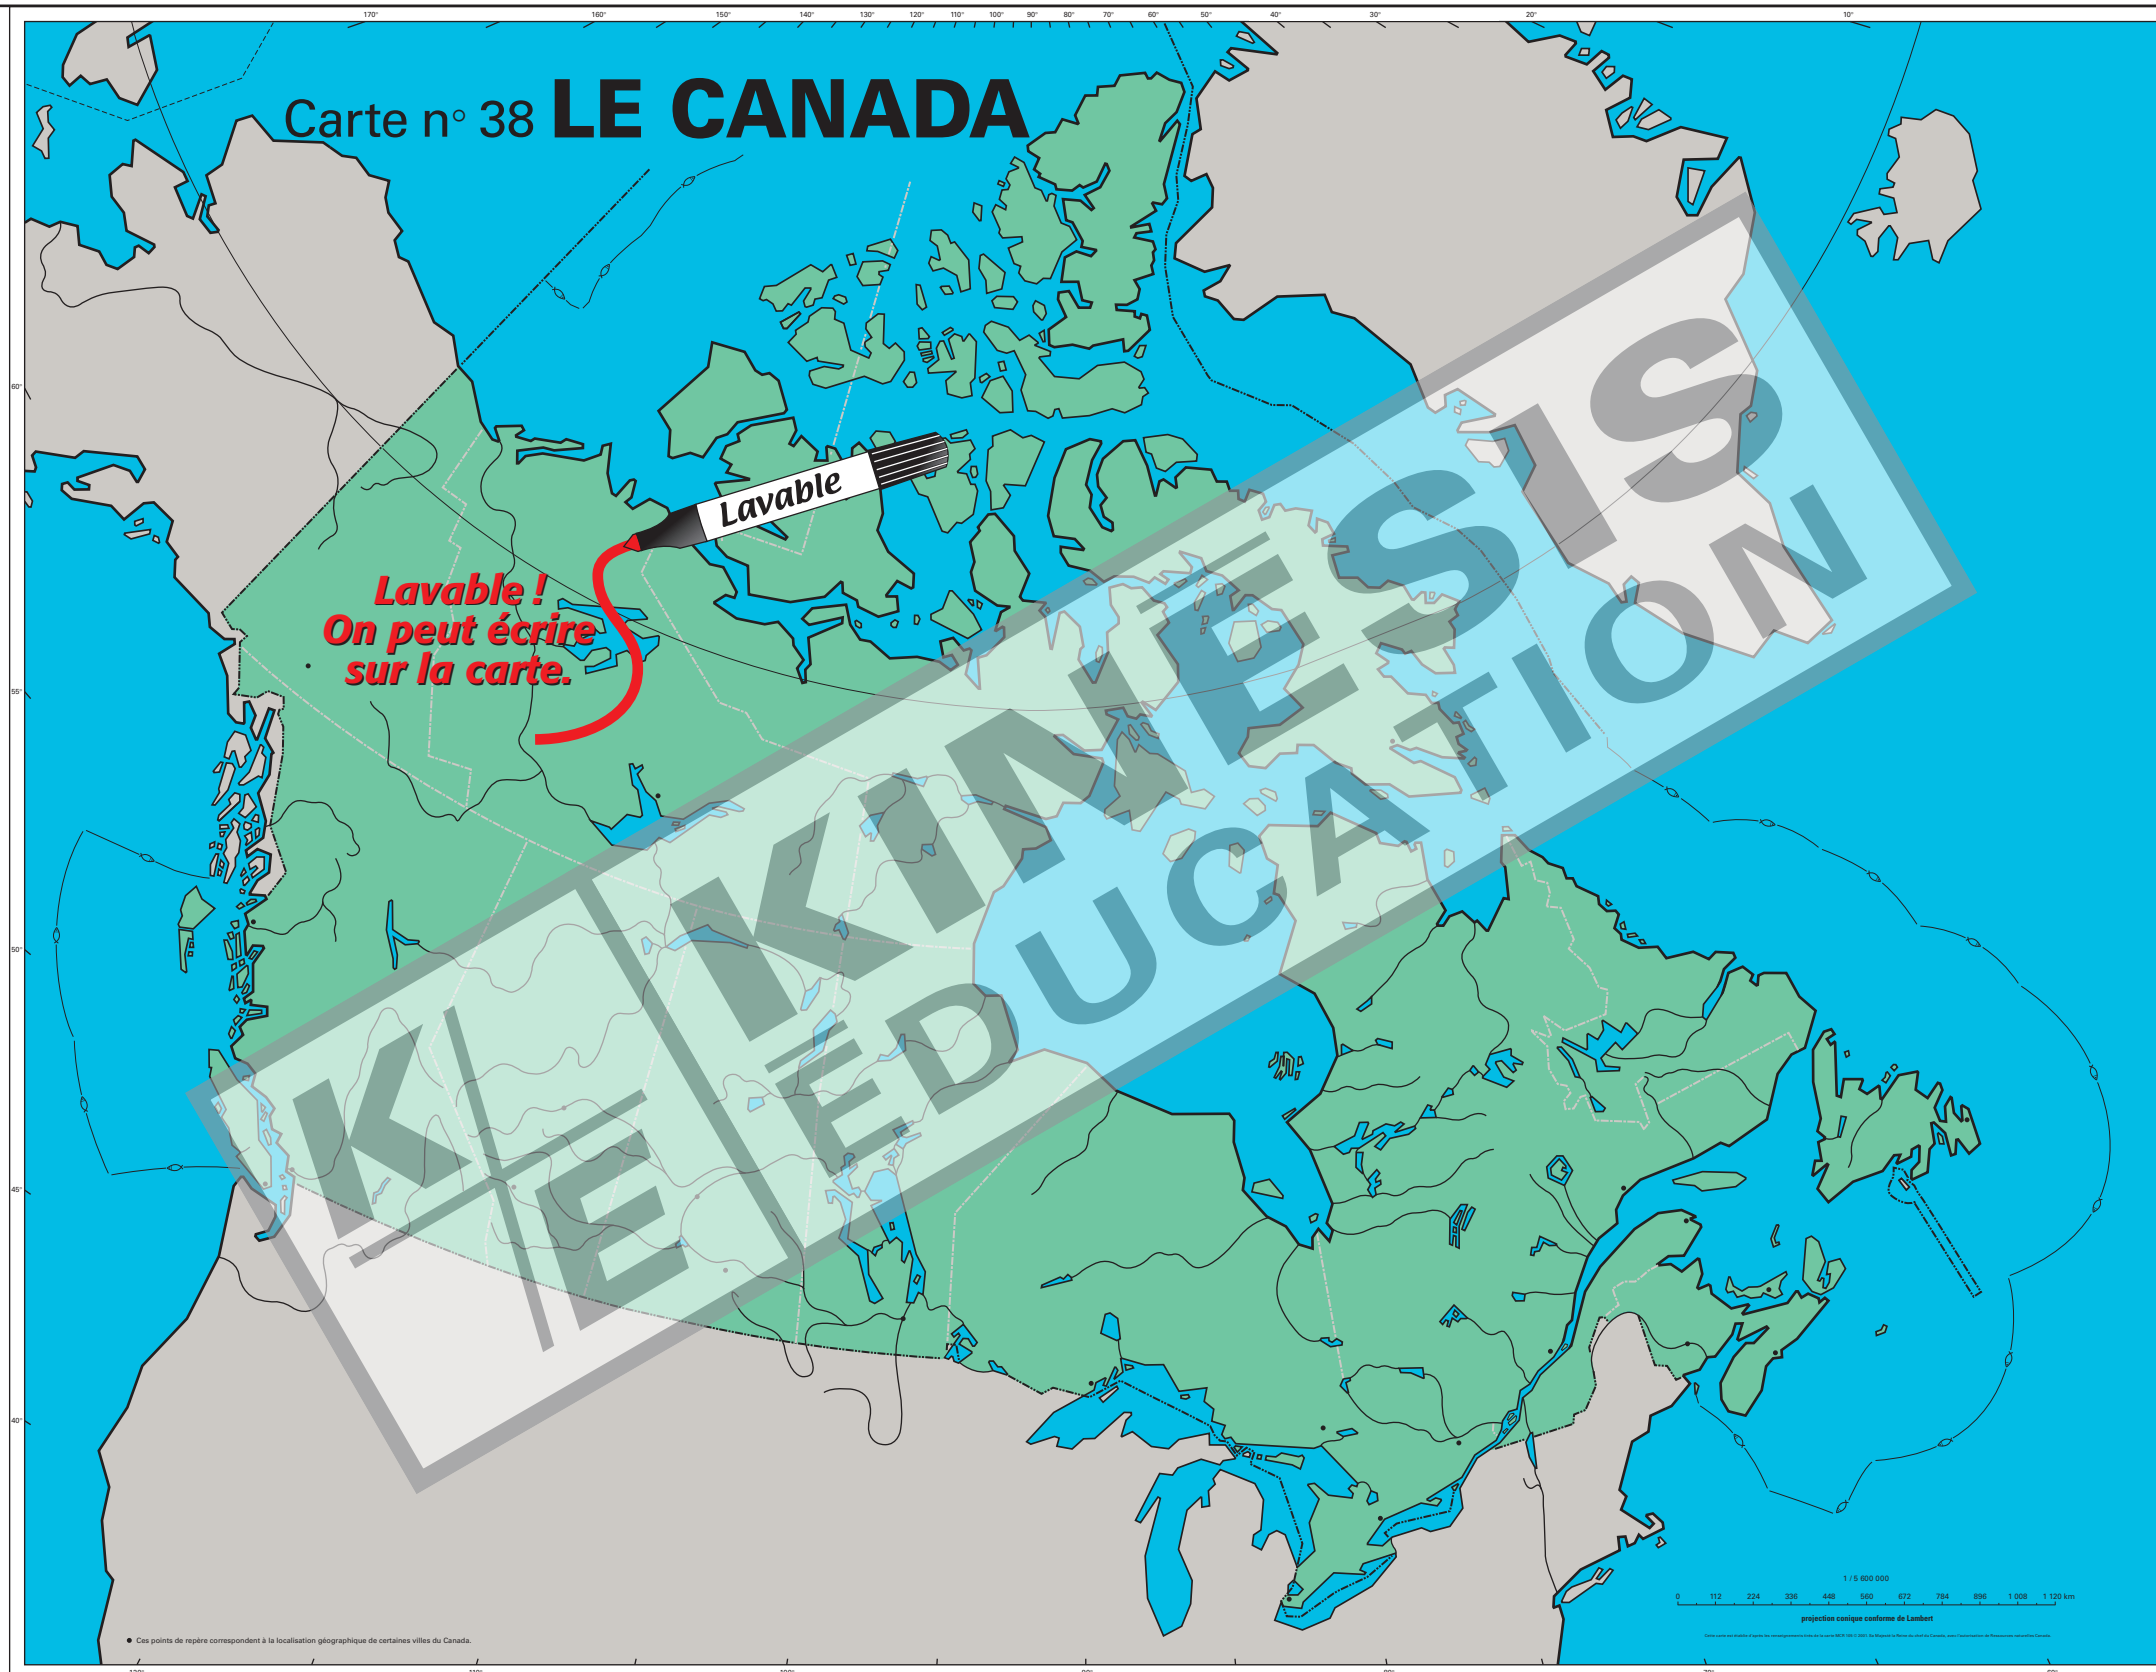 170° 160° 150° 140° 130° 120° 110° 100° 90° 80° 70° 60° 50° 40° 30° 20° 10°
Carte n° 38 LE CANADA
60°
Lavable
Lavable !
On peut écrire
sur la carte.
55°
50°
45°
40°
KINÉSIS
ÉDUCATION
K
É
1 / 5 600 000
0 112 224 336 448 560 672 784 896 1 008 1 120 km
projection conique conforme de Lambert
Ces points de repère correspondent à la localisation géographique de certaines villes du Canada.